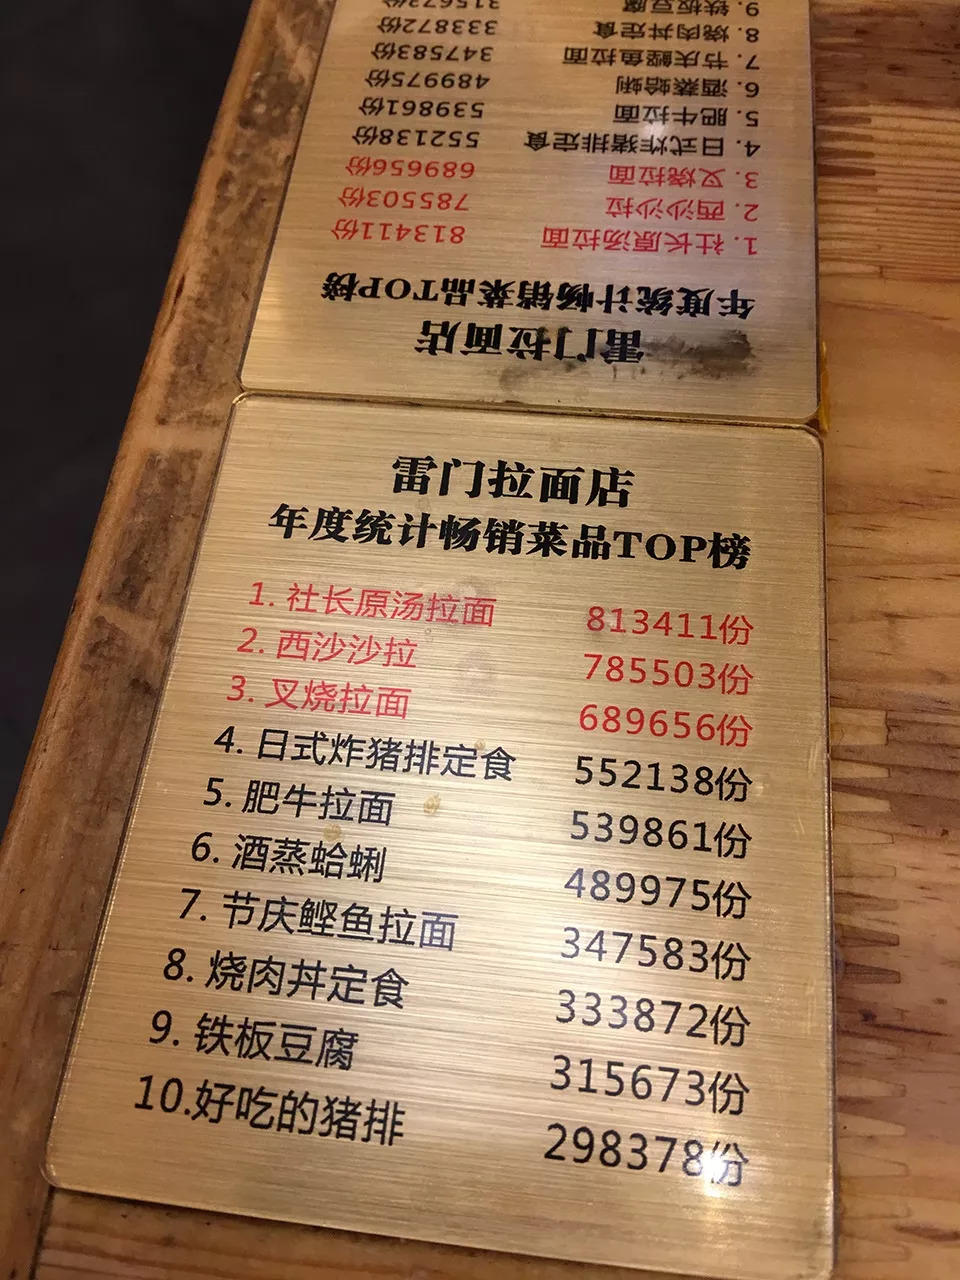 雷门拉面店
年度统计畅销菜品TOP榜
1. 社长原汤拉面 813411份
2. 西沙沙拉 785503份
3. 叉烧拉面 689656份
4. 日式炸猪排定食 552138份
5. 肥牛拉面 539861份
6. 酒蒸蛤蜊 489975份
7. 节庆鲣鱼拉面 347583份
8. 烧肉丼定食 333872份
9. 铁板豆腐 315673份
10.好吃的猪排 298378份
雷门拉面店
年度统计畅销菜品TOP榜
1. 社长原汤拉面 813411份
2. 西沙沙拉 785503份
3. 叉烧拉面 689656份
4. 日式炸猪排定食 552138份
5. 肥牛拉面 539861份
6. 酒蒸蛤蜊 489975份
7. 节庆鲣鱼拉面 347583份
8. 烧肉丼定食 333872份
9. 铁板豆腐 315673份